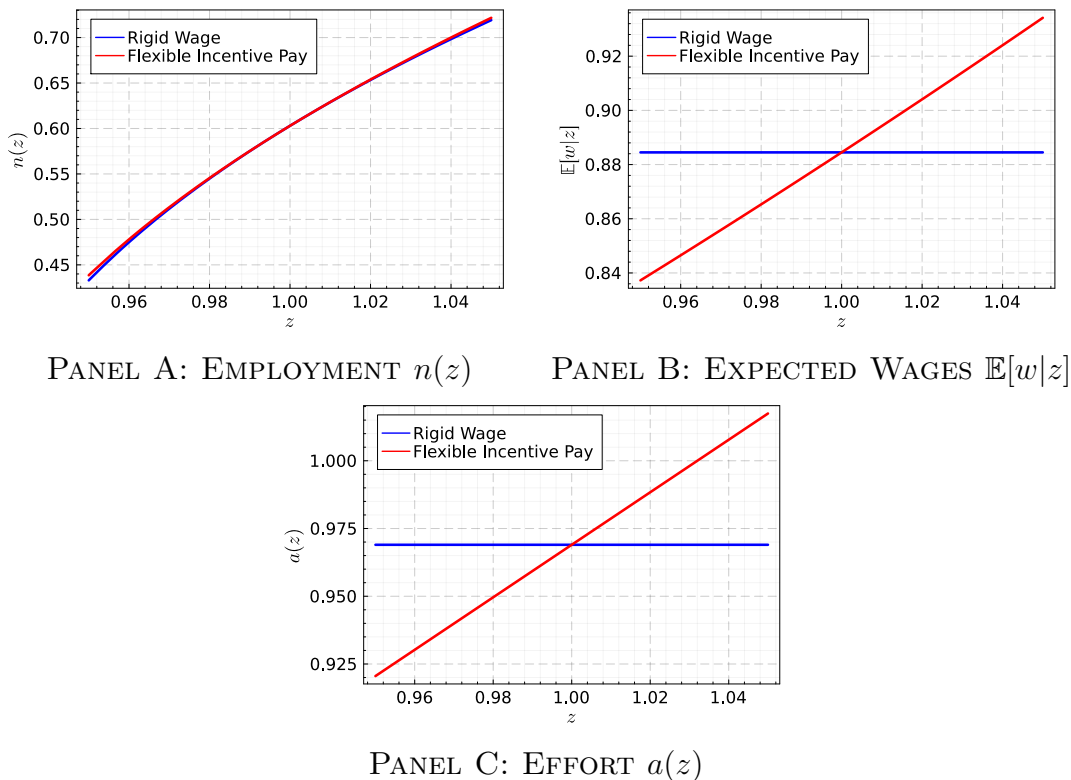 Rigid Wage
Flexible Incentive Pay
0.70
0.65
0.60
0.55
0.50
0.45
n(z)
0.96
0.98
1.00
1.02
1.04
z
PANEL A: EMPLOYMENT n(z)
Rigid Wage
Flexible Incentive Pay
0.92
0.90
0.88
0.86
0.84
𝔼[w|z]
0.96
0.98
1.00
1.02
1.04
z
PANEL B: EXPECTED WAGES 𝔼[w|z]
Rigid Wage
Flexible Incentive Pay
1.000
0.975
0.950
0.925
a(z)
0.96
0.98
1.00
1.02
1.04
z
PANEL C: EFFORT a(z)